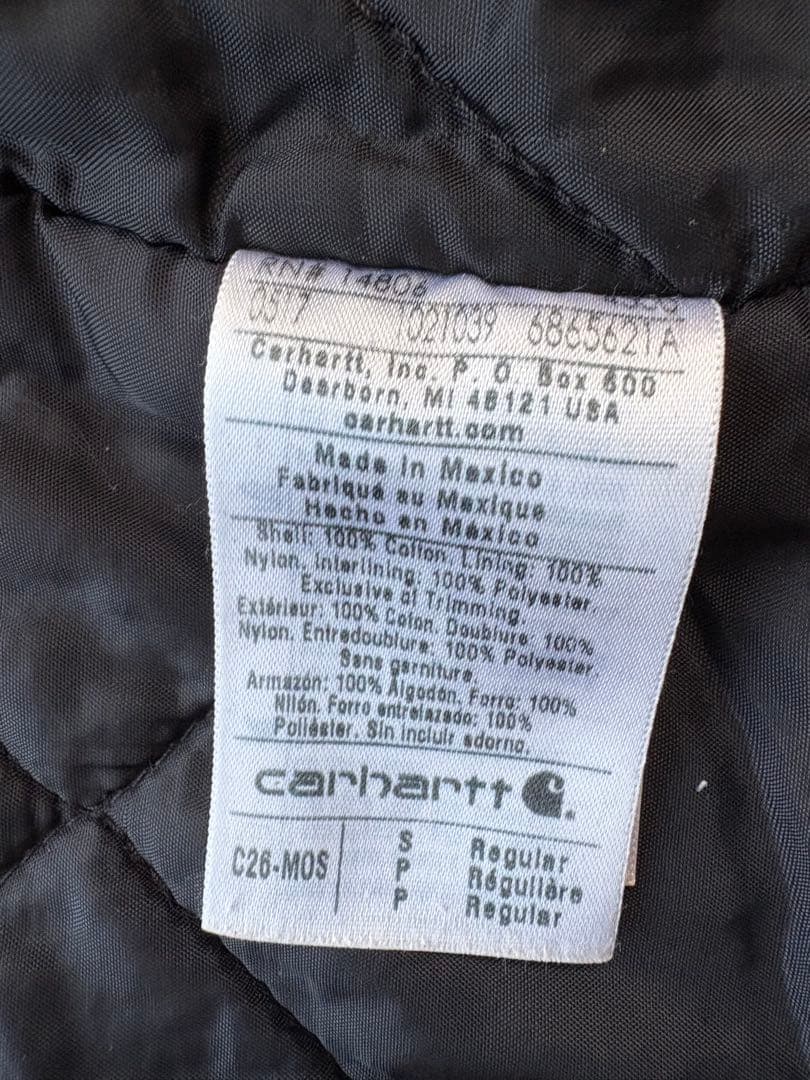 RN# 14806
0517 1021039 6865621A
Carhartt, Inc. P. O. Box 600
Dearborn, MI 48121 USA
carhartt.com
Made in Mexico
Fabriqué au Mexique
Hecho en México
Shell: 100% Cotton. Lining: 100%
Nylon. Interlining: 100% Polyester.
Exclusive of Trimming.
Extérieur: 100% Coton. Doublure: 100%
Nylon. Entredoublure: 100% Polyester.
Sans garniture.
Armazón: 100% Algodón. Forro: 100%
Nilón. Forro entrelazado: 100%
Poliéster. Sin incluir adorno.
carhartt
C26-MOS S Regular
P Régulière
P Regular